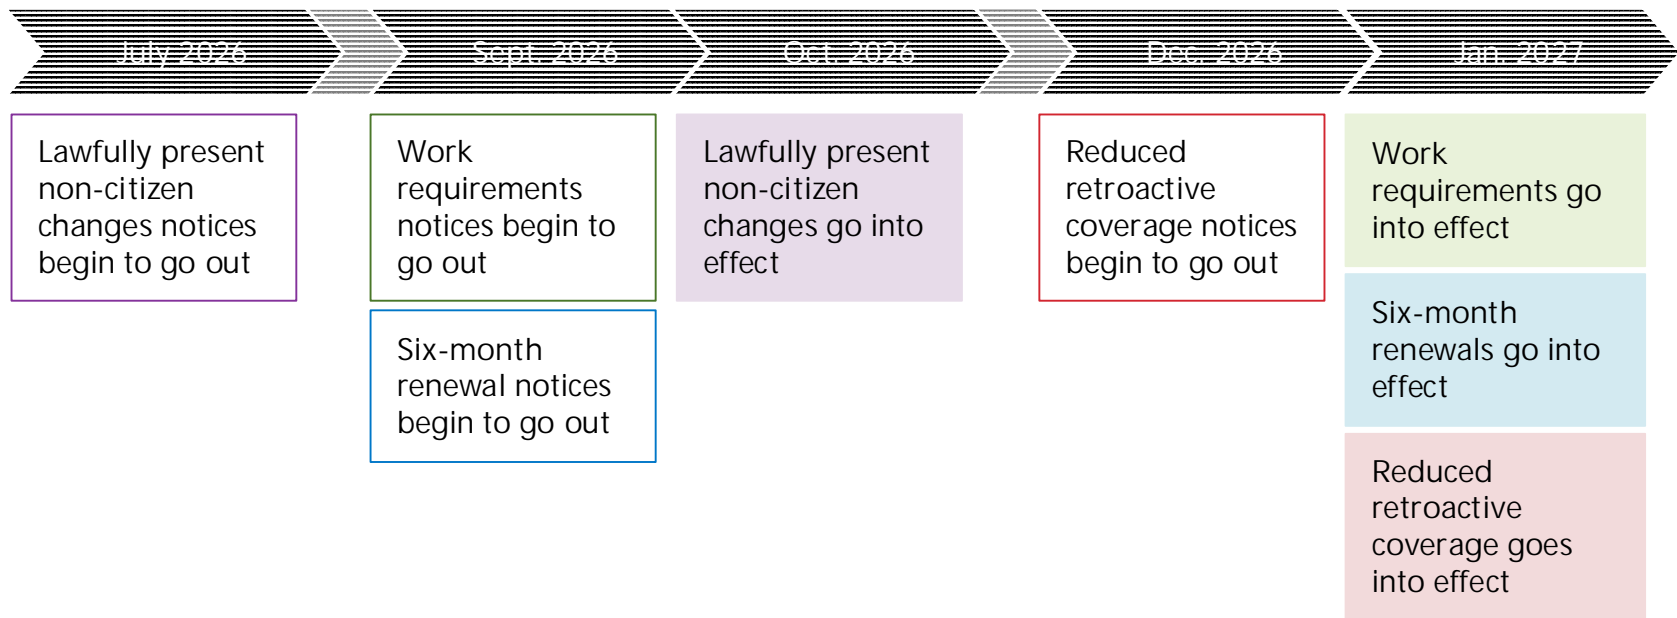 July 2026
Sept. 2026
Oct. 2026
Dec. 2026
Jan. 2027
Lawfully present
non-citizen
changes notices
begin to go out
Work
requirements
notices begin to
go out
Six-month
renewal notices
begin to go out
Lawfully present
non-citizen
changes go into
effect
Reduced
retroactive
coverage notices
begin to go out
Work
requirements go
into effect
Six-month
renewals go into
effect
Reduced
retroactive
coverage goes
into effect